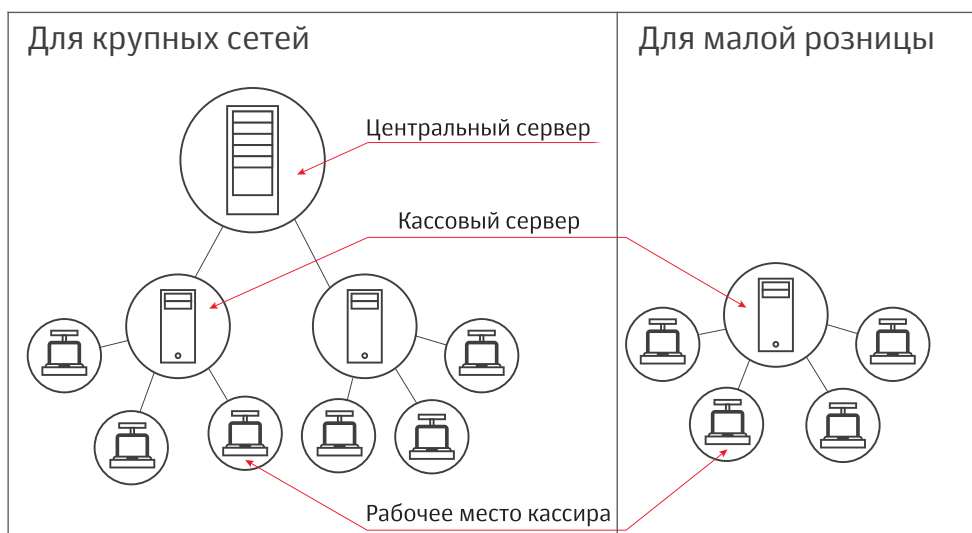 Для крупных сетей
Для малой розницы
Центральный сервер
Кассовый сервер
Рабочее место кассира